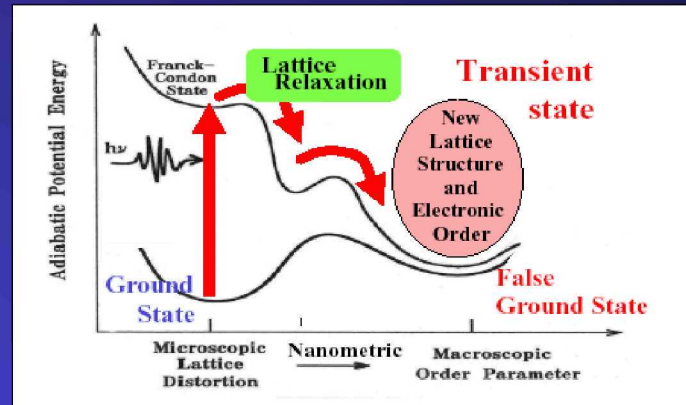 Adiabatic Potential Energy
Franck–
Condon
State
hν
Lattice
Relaxation
Transient
state
New
Lattice
Structure
and
Electronic
Order
Ground
State
False
Ground State
Microscopic
Lattice
Distortion
Nanometric
Macroscopic
Order Parameter